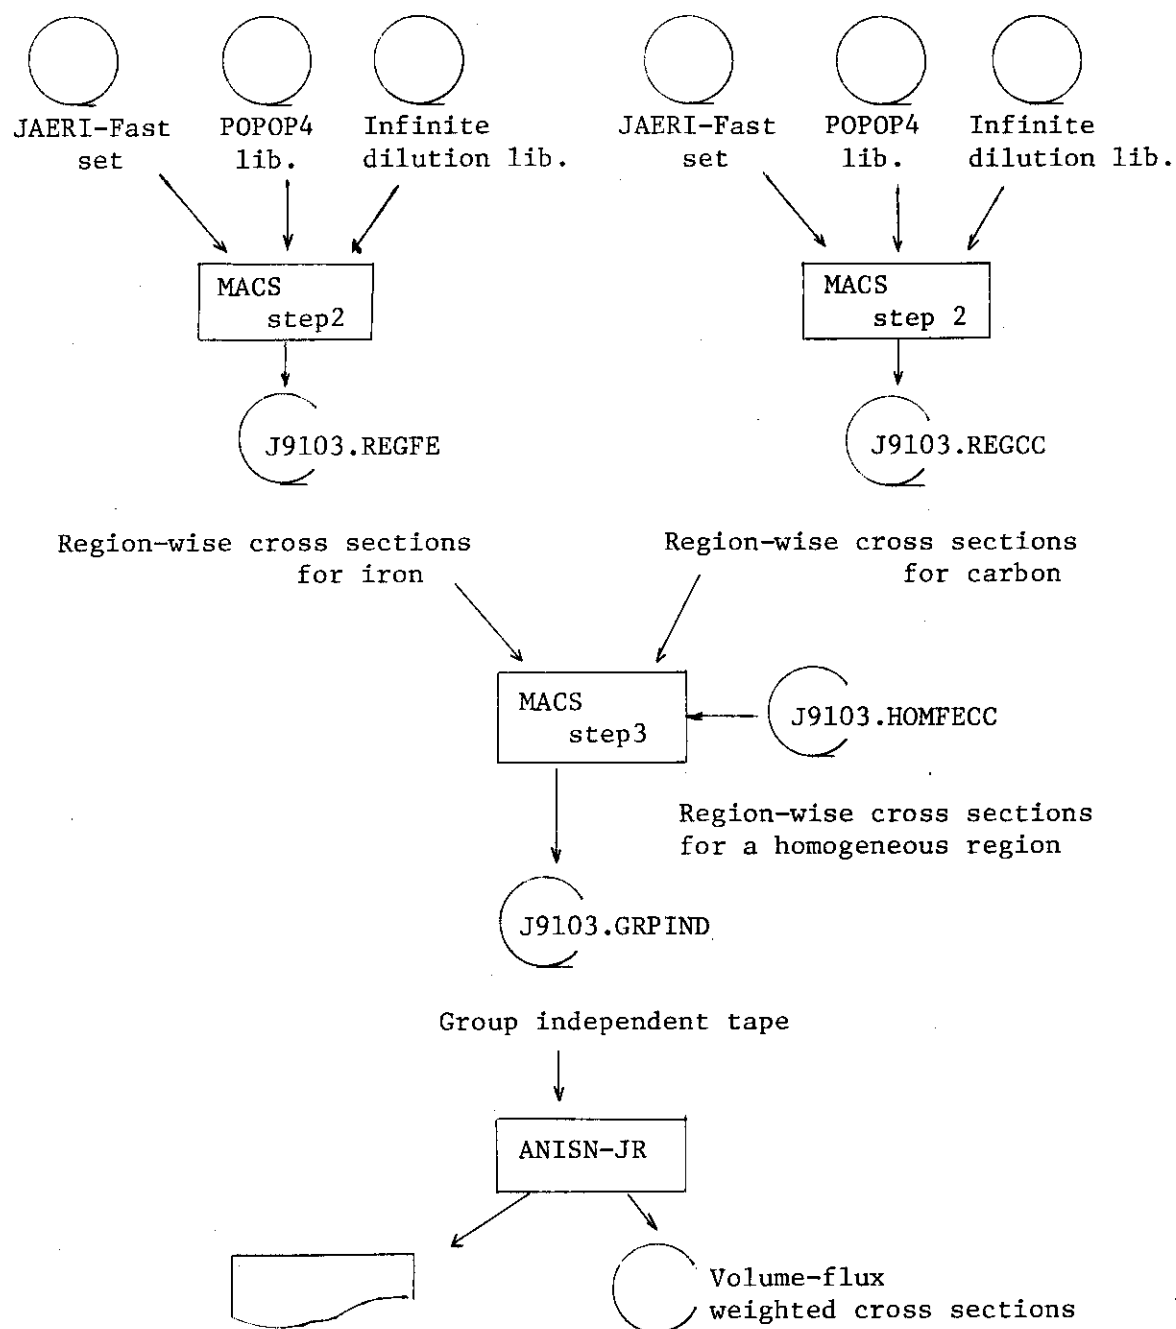 JAERI-Fast
set
POPOP4
lib.
Infinite
dilution lib.
JAERI-Fast
set
POPOP4
lib.
Infinite
dilution lib.
MACS
step2
MACS
step 2
J9103.REGFE
J9103.REGCC
Region-wise cross sections
for iron
Region-wise cross sections
for carbon
MACS
step3
J9103.HOMFECC
Region-wise cross sections
for a homogeneous region
J9103.GRPIND
Group independent tape
ANISN-JR
Volume-flux
weighted cross sections